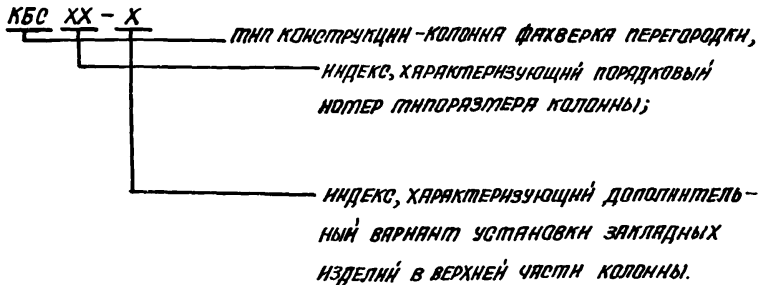 КБС ХХ - Х
ТИП КОНСТРУКЦИИ - КОЛОННА ФАХВЕРКА ПЕРЕГОРОДКИ,
ИНДЕКС, ХАРАКТЕРИЗУЮЩИЙ ПОРЯДКОВЫЙ
НОМЕР ТИПОРАЗМЕРА КОЛОННЫ;
ИНДЕКС, ХАРАКТЕРИЗУЮЩИЙ ДОПОЛНИТЕЛЬ-
НЫЙ ВАРИАНТ УСТАНОВКИ ЗАКЛАДНЫХ
ИЗДЕЛИЙ В ВЕРХНЕЙ ЧАСТИ КОЛОННЫ.